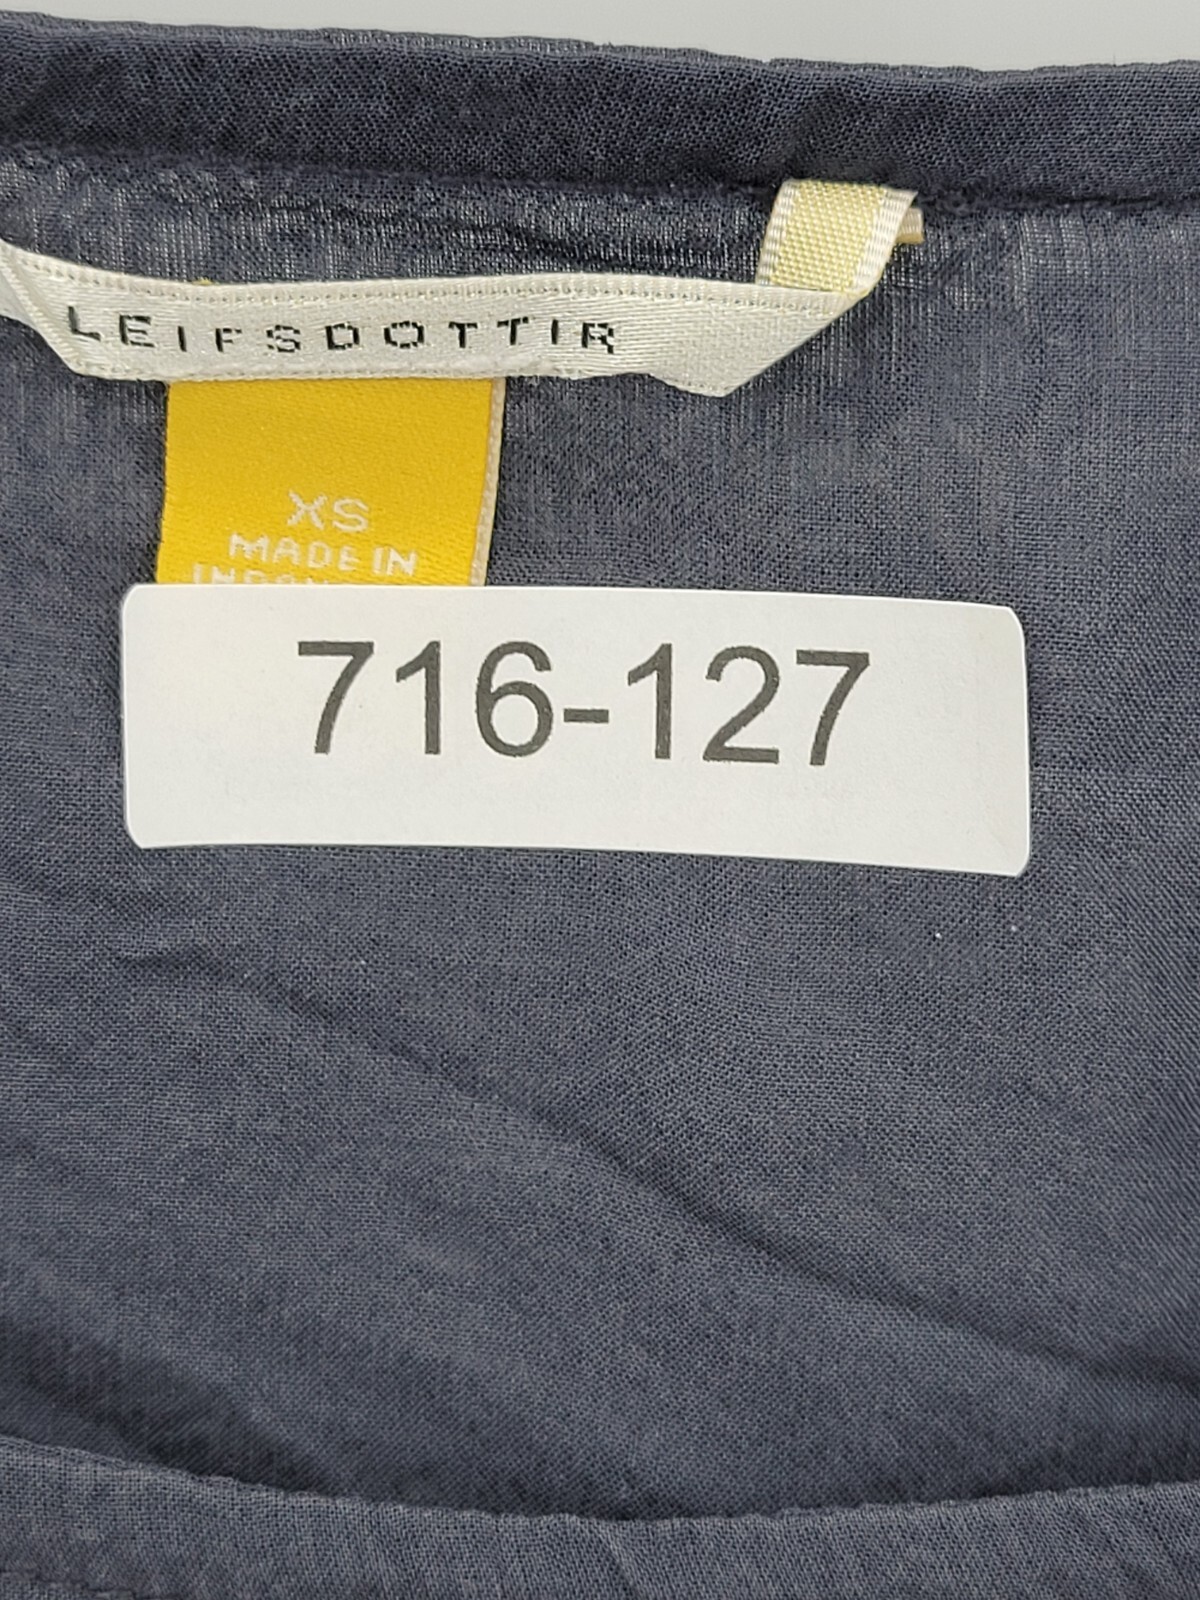 LEIFSDOTTIR
XS
MADE IN
716-127